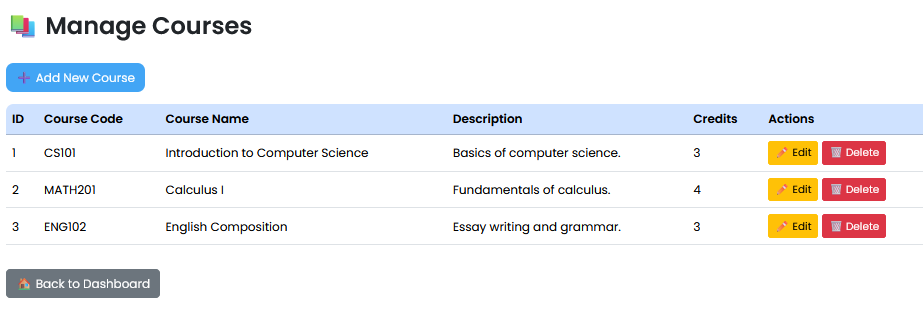 Manage Courses
Add New Course
ID Course Code Course Name Description Credits Actions
1 CS101 Introduction to Computer Science Basics of computer science. 3 Edit Delete
2 MATH201 Calculus I Fundamentals of calculus. 4 Edit Delete
3 ENG102 English Composition Essay writing and grammar. 3 Edit Delete
Back to Dashboard